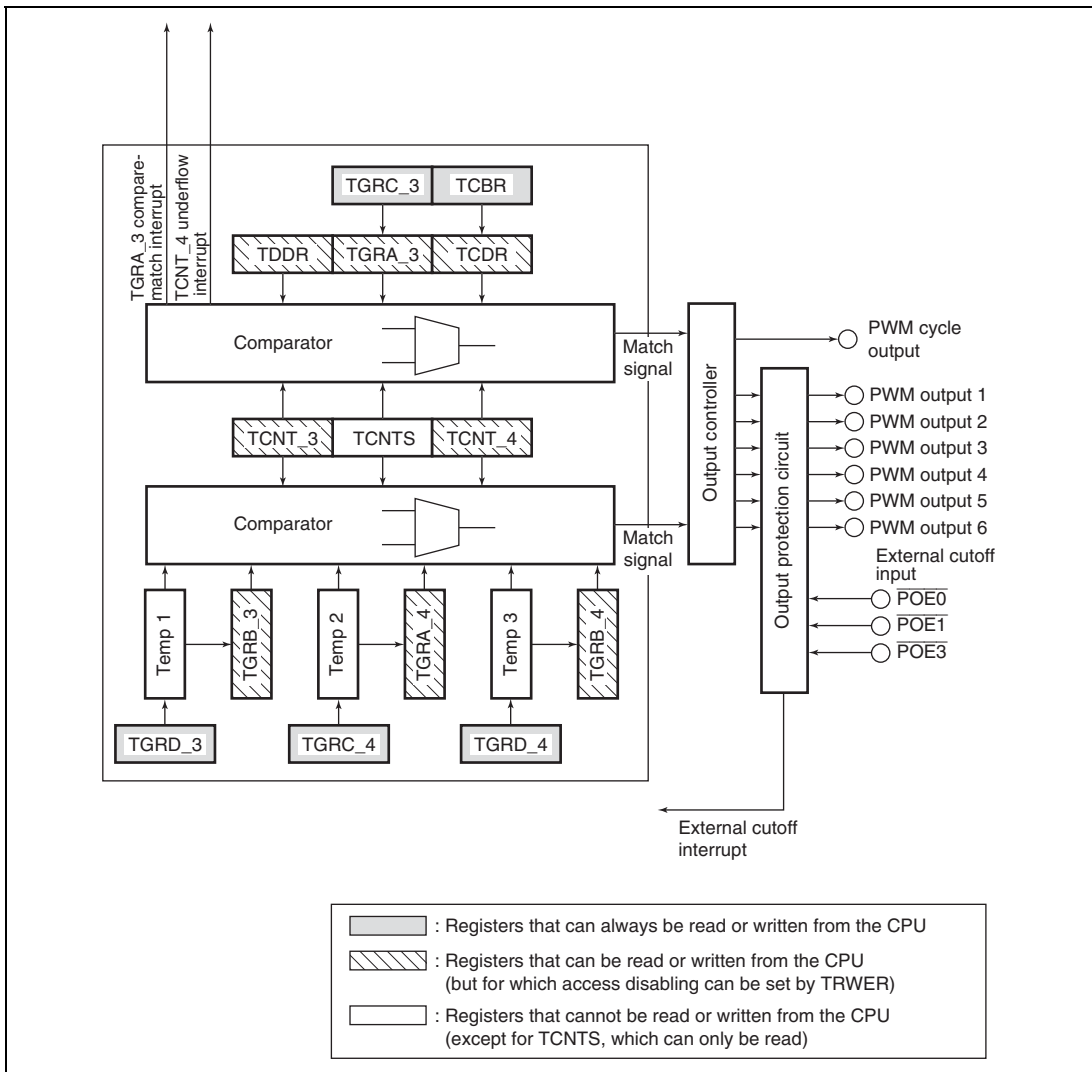 TGRA_3 compare-
match interrupt
TCNT_4 underflow
interrupt
TGRC_3
TCBR
TDDR
TGRA_3
TCDR
Comparator
Match
signal
TCNT_3
TCNTS
TCNT_4
Comparator
Match
signal
Temp 1
TGRB_3
Temp 2
TGRA_4
Temp 3
TGRB_4
TGRD_3
TGRC_4
TGRD_4
Output controller
Output protection circuit
PWM cycle
output
PWM output 1
PWM output 2
PWM output 3
PWM output 4
PWM output 5
PWM output 6
External cutoff
input
POE0
POE1
POE3
External cutoff
interrupt
: Registers that can always be read or written from the CPU
: Registers that can be read or written from the CPU
(but for which access disabling can be set by TRWER)
: Registers that cannot be read or written from the CPU
(except for TCNTS, which can only be read)